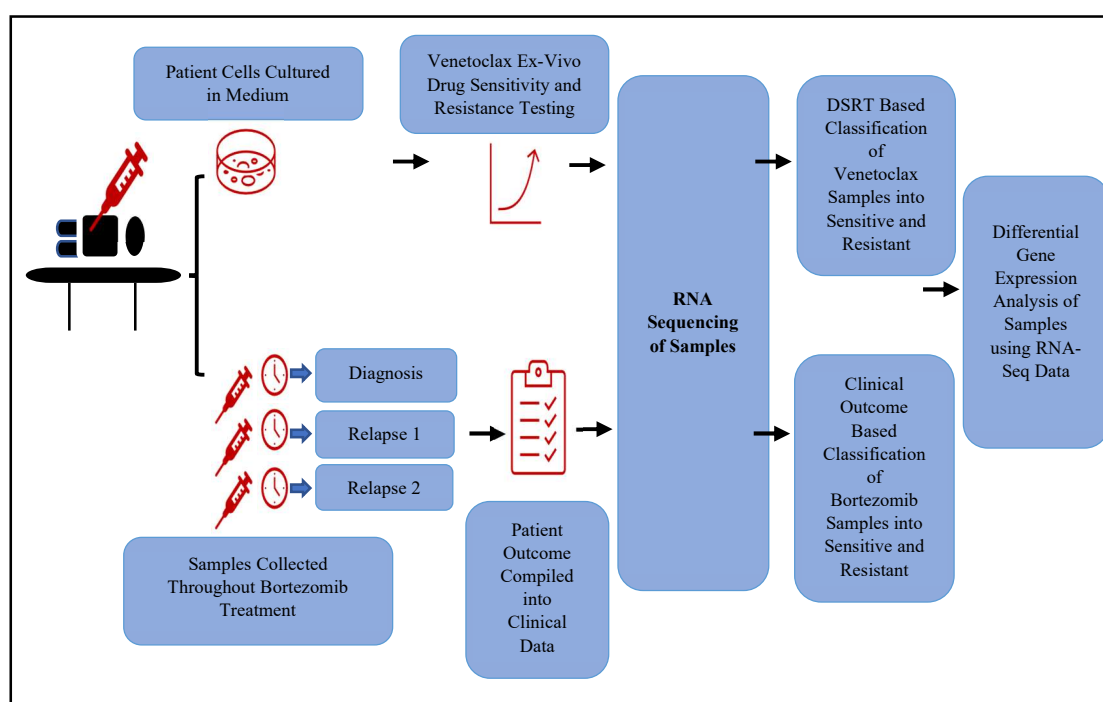 Patient Cells Cultured
in Medium
Venetoclax Ex-Vivo
Drug Sensitivity and
Resistance Testing
RNA
Sequencing
of Samples
DSRT Based
Classification
of
Venetoclax
Samples into
Sensitive and
Resistant
Differential
Gene
Expression
Analysis of
Samples
using RNA-
Seq Data
Diagnosis
Relapse 1
Relapse 2
Samples Collected
Throughout Bortezomib
Treatment
Patient
Outcome
Compiled
into
Clinical
Data
Clinical
Outcome
Based
Classification
of
Bortezomib
Samples into
Sensitive and
Resistant